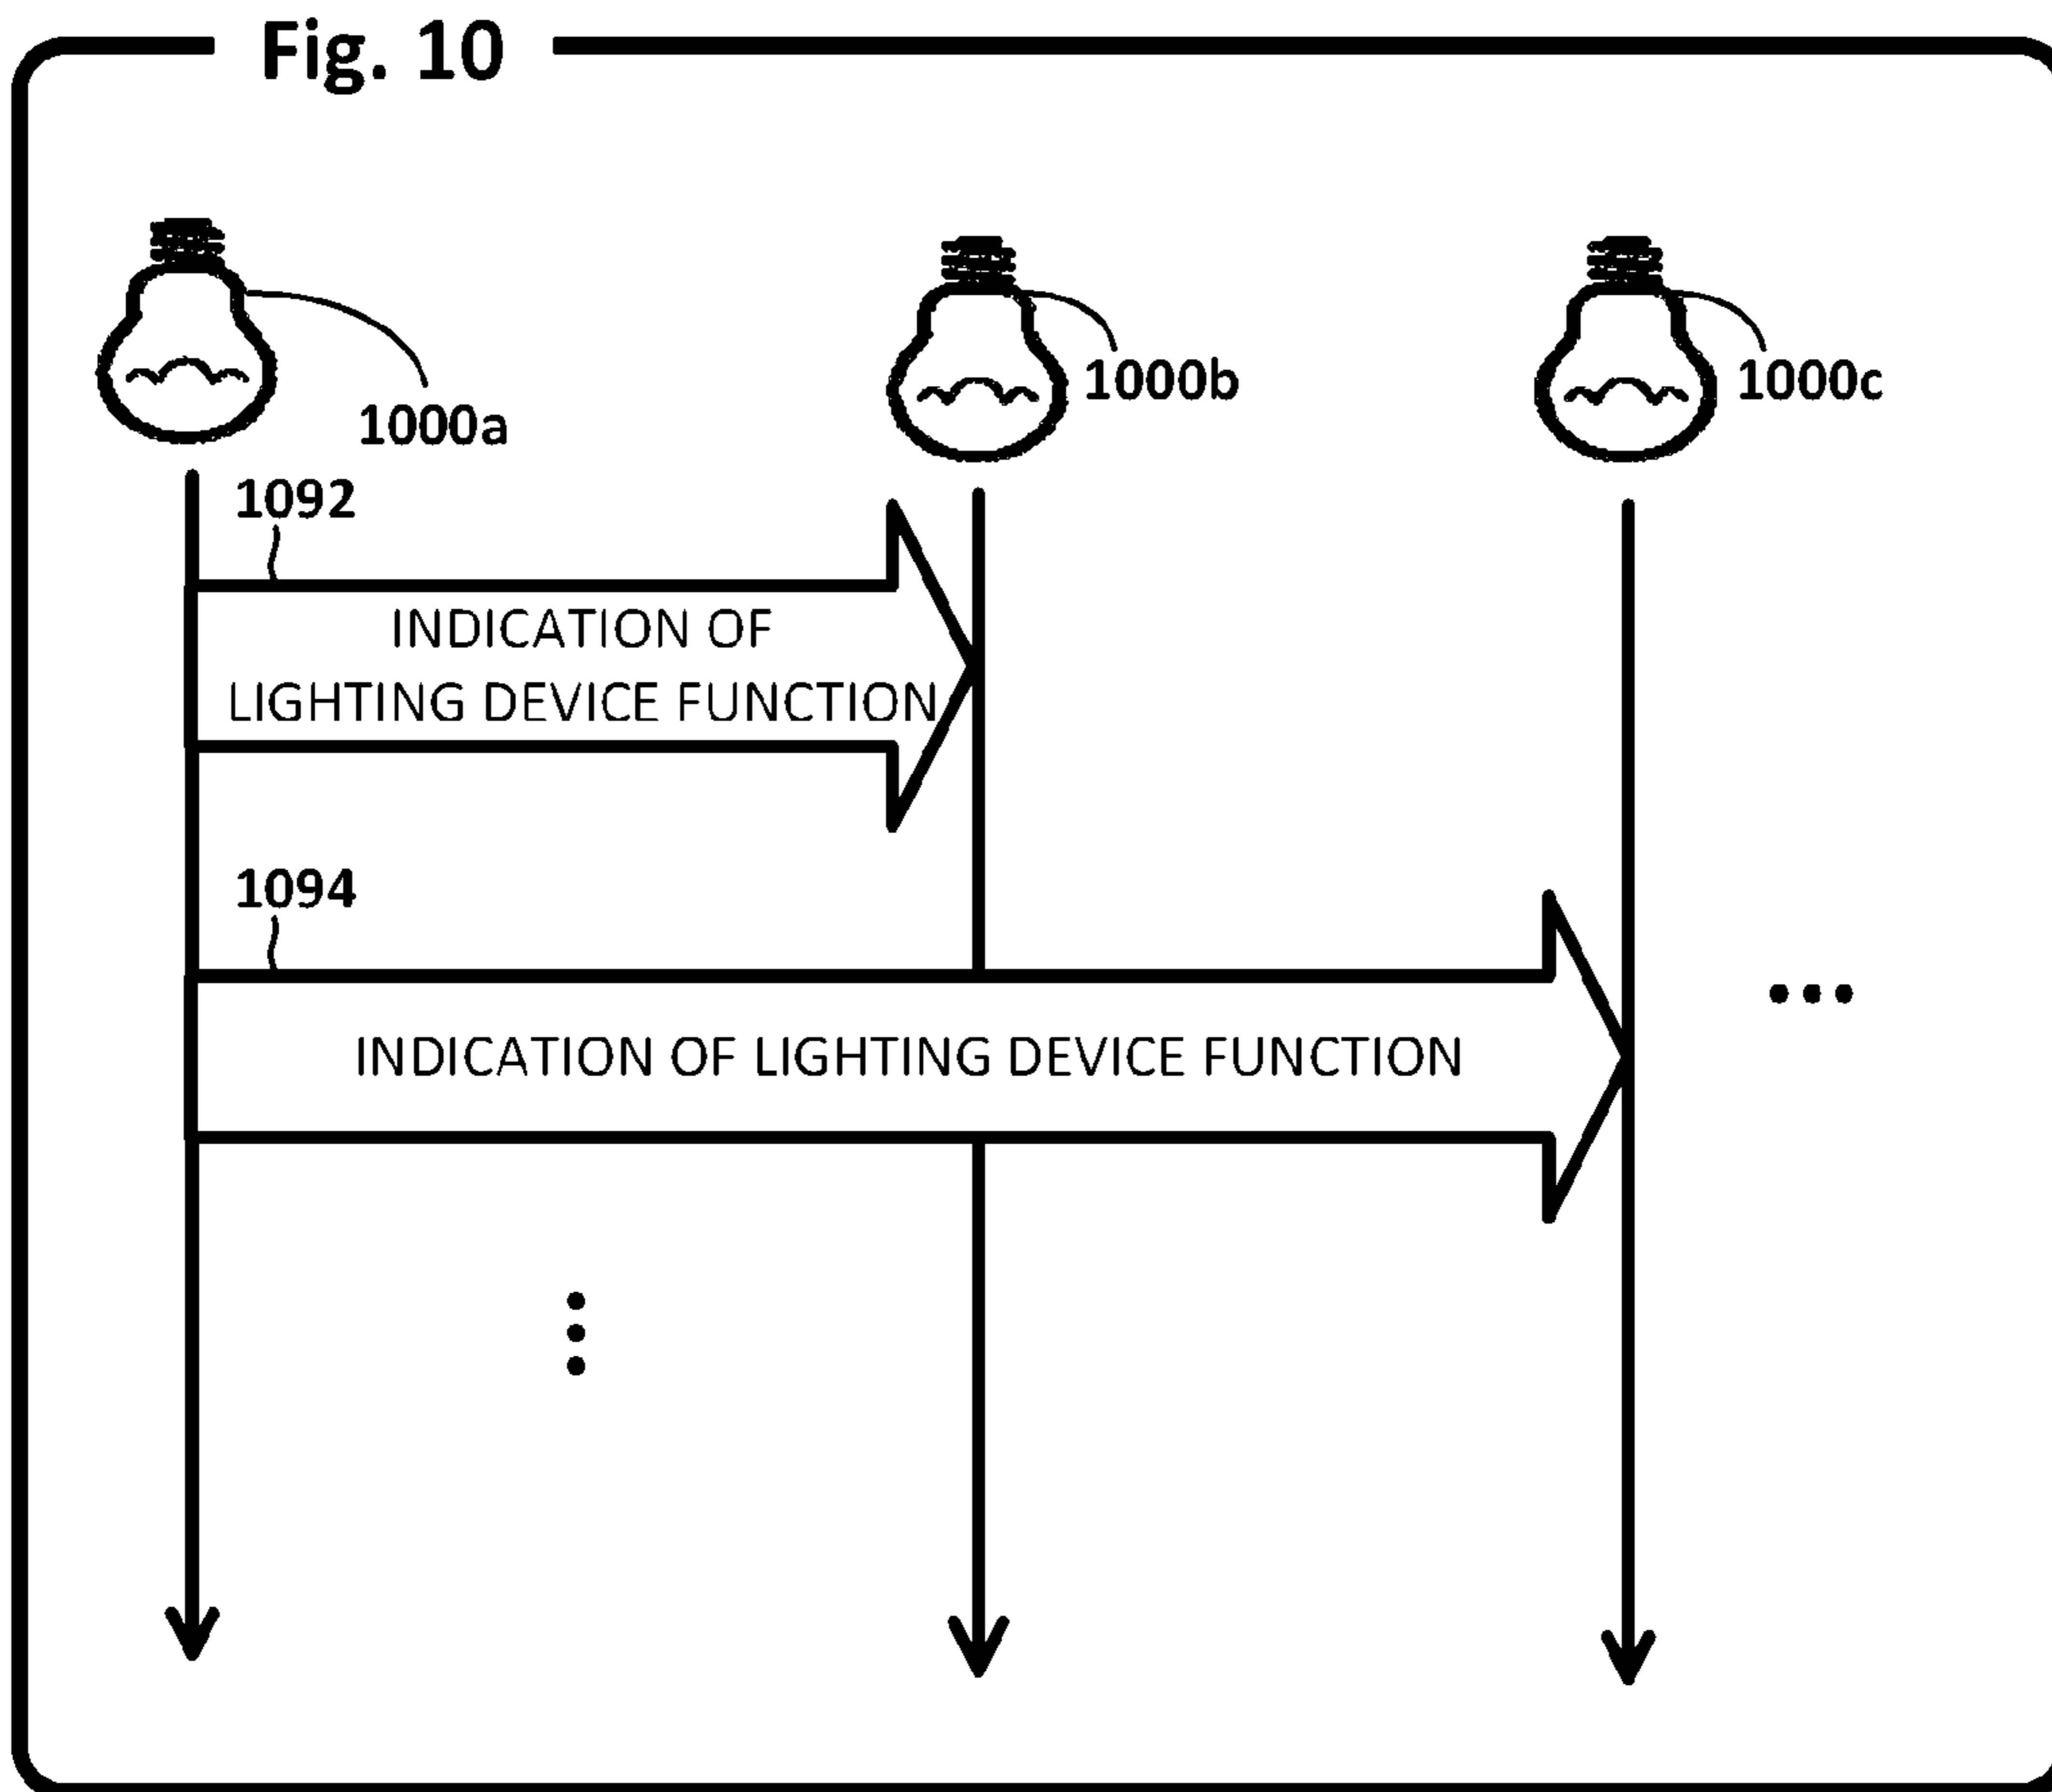 Fig. 10
1000a
1000b
1000c
1092
INDICATION OF
LIGHTING DEVICE FUNCTION
1094
INDICATION OF LIGHTING DEVICE FUNCTION